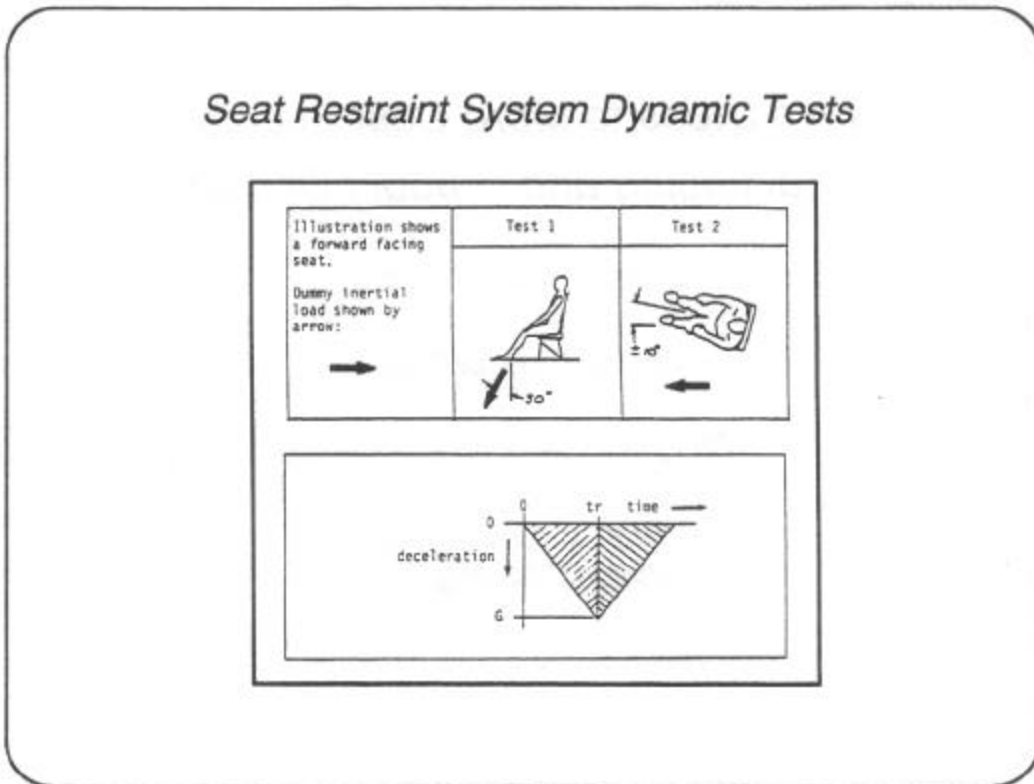 Seat Restraint System Dynamic Tests
Illustration shows
a forward facing
seat.
Dummy inertial
load shown by
arrow:
Test 1
Test 2
30°
± 10°
0
tr
time
0
deceleration
G